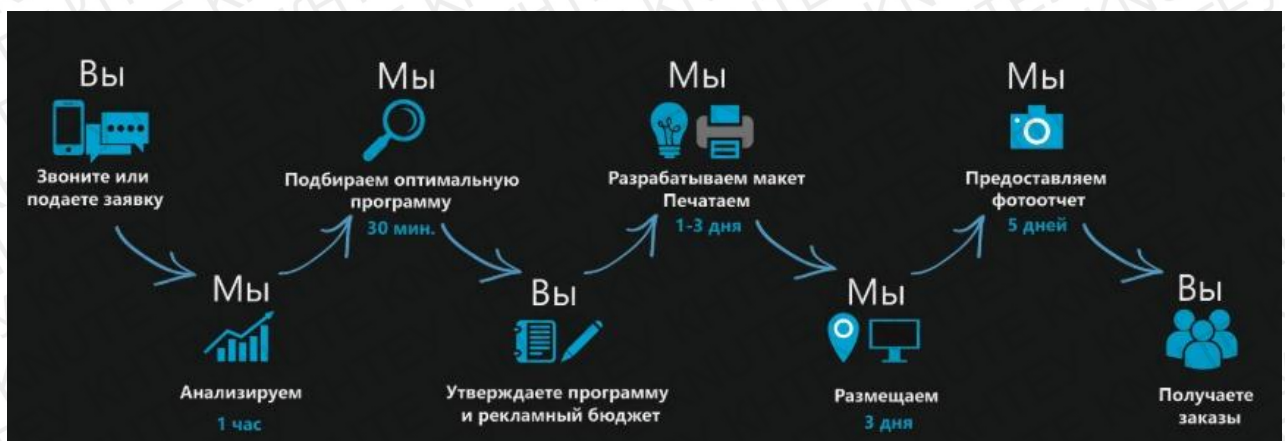 Вы
Звоните или
подаете заявку
Мы
Анализируем
1 час
Мы
Подбираем оптимальную
программу
30 мин.
Вы
Утверждаете программу
и рекламный бюджет
Мы
Разрабатываем макет
Печатаем
1-3 дня
Мы
Размещаем
3 дня
Мы
Предоставляем
фотоотчет
5 дней
Вы
Получаете
заказы